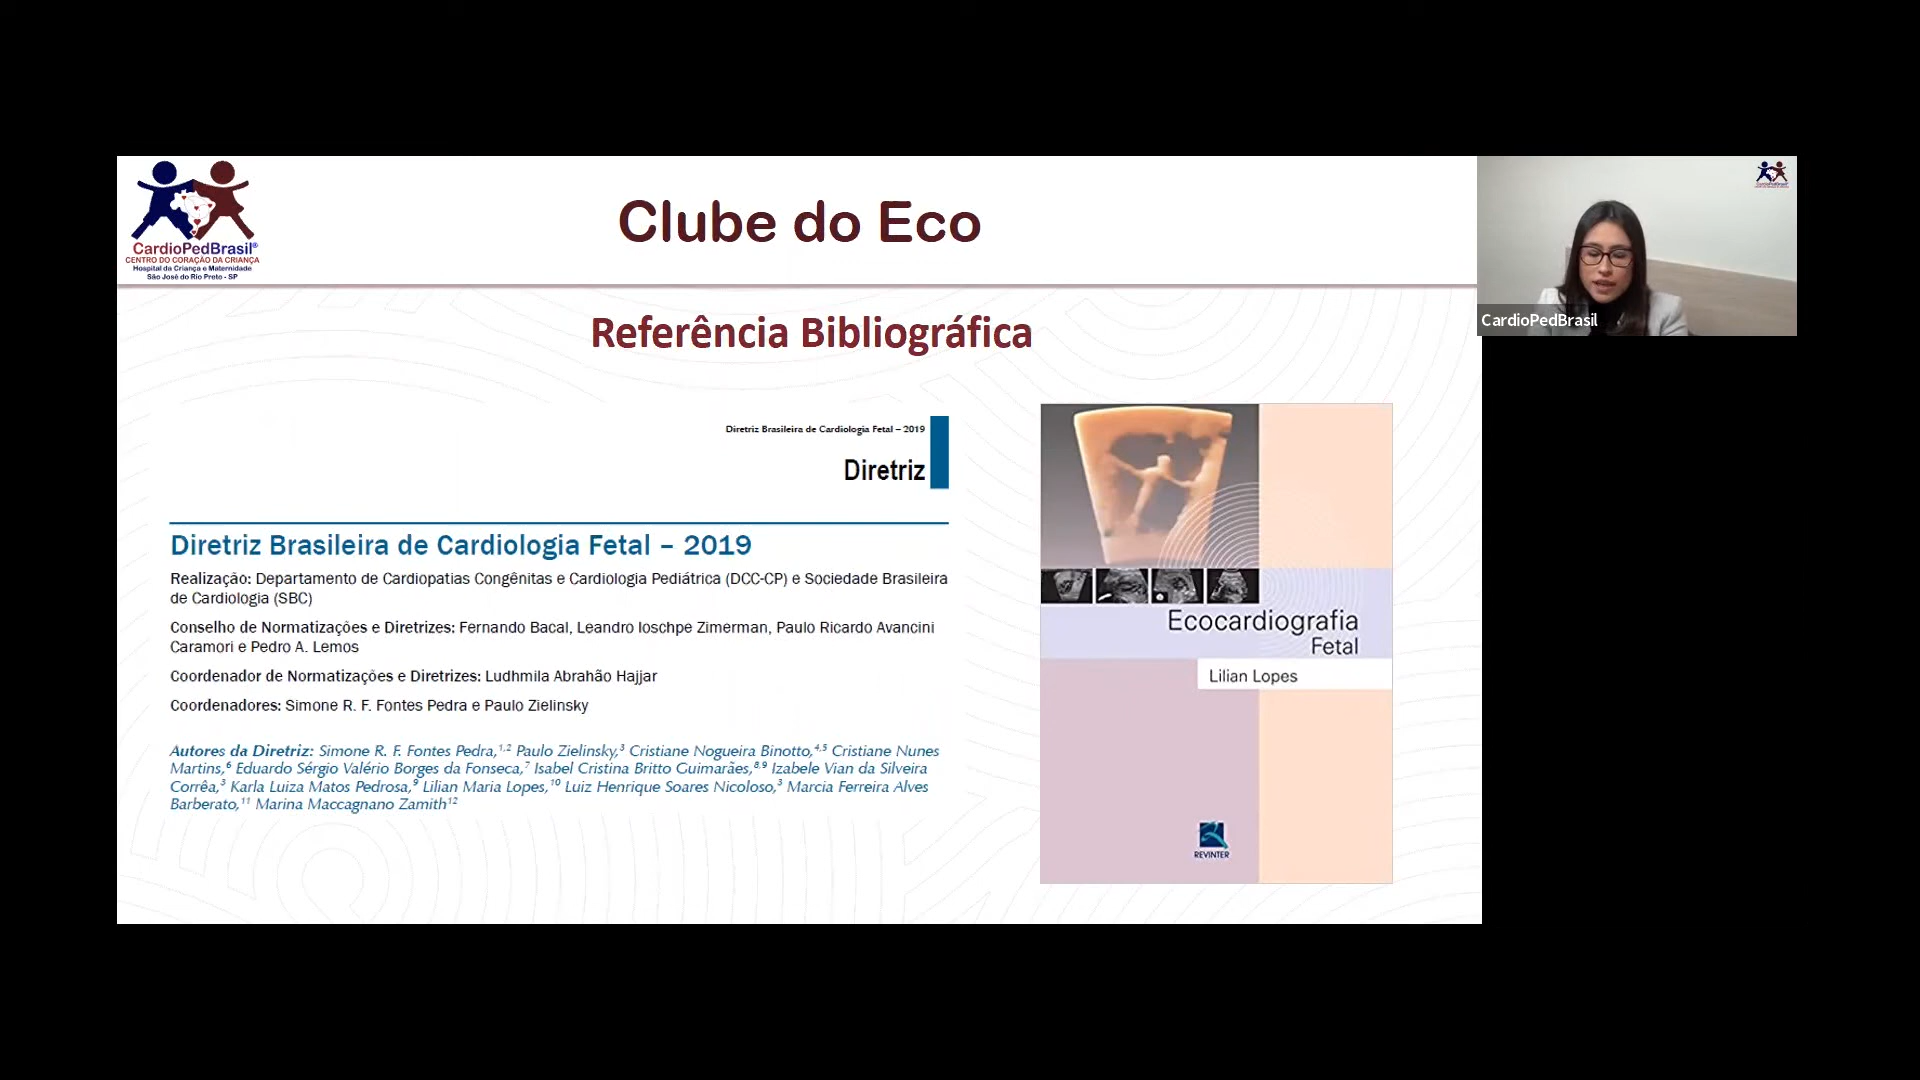 CardioPedBrasil®
CENTRO DO CORAÇÃO DA CRIANÇA
Hospital da Criança e Maternidade
São José do Rio Preto - SP
Clube do Eco
Referência Bibliográfica
Diretriz Brasileira de Cardiologia Fetal – 2019
Diretriz
Diretriz Brasileira de Cardiologia Fetal – 2019
Realização: Departamento de Cardiopatias Congênitas e Cardiologia Pediátrica (DCC-CP) e Sociedade Brasileira
de Cardiologia (SBC)
Conselho de Normatizações e Diretrizes: Fernando Bacal, Leandro Ioschpe Zimerman, Paulo Ricardo Avancini
Caramori e Pedro A. Lemos
Coordenador de Normatizações e Diretrizes: Ludhmila Abrahão Hajjar
Coordenadores: Simone R. F. Fontes Pedra e Paulo Zielinsky
Autores da Diretriz: Simone R. F. Fontes Pedra,1,2 Paulo Zielinsky,3 Cristiane Nogueira Binotto,4,5 Cristiane Nunes
Martins,6 Eduardo Sérgio Valério Borges da Fonseca,7 Isabel Cristina Britto Guimarães,8,9 Izabele Vian da Silveira
Corrêa,3 Karla Luiza Matos Pedrosa,9 Lilian Maria Lopes,10 Luiz Henrique Soares Nicoloso,3 Marcia Ferreira Alves
Barberato,11 Marina Maccagnano Zamith12
Ecocardiografia
Fetal
Lilian Lopes
REVINTER
CardioPedBrasil